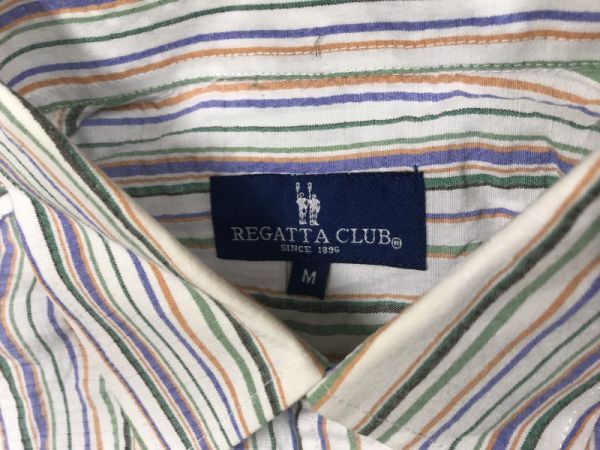 REGATTA CLUB®
SINCE 1896
M